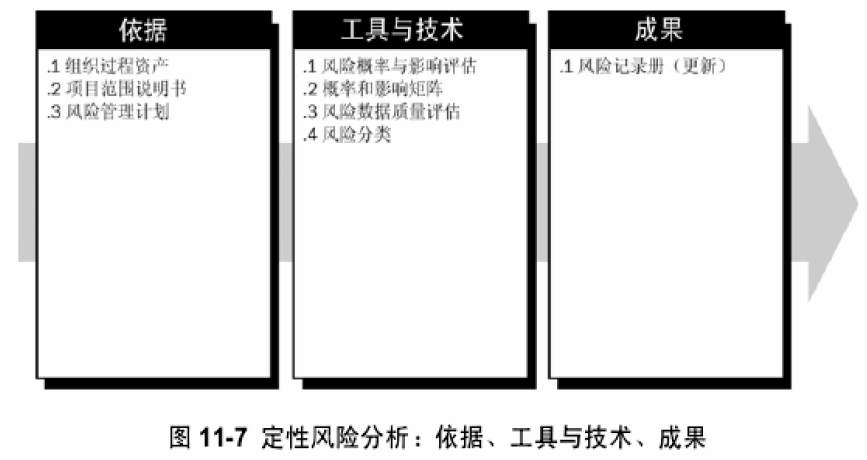 依据
.1 组织过程资产
.2 项目范围说明书
.3 风险管理计划
工具与技术
.1 风险概率与影响评估
.2 概率和影响矩阵
.3 风险数据质量评估
.4 风险分类
成果
.1 风险记录册（更新）
图 11-7 定性风险分析：依据、工具与技术、成果